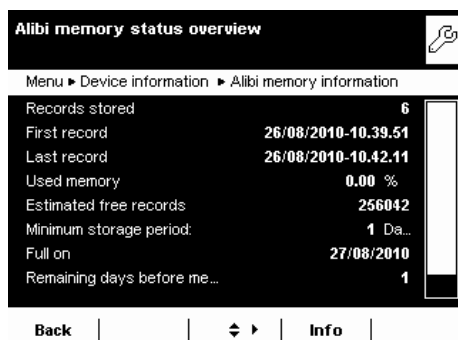 Alibi memory status overview
Menu ▸ Device information ▸ Alibi memory information
Records stored 6
First record 26/08/2010-10.39.51
Last record 26/08/2010-10.42.11
Used memory 0.00 %
Estimated free records 256042
Minimum storage period: 1 Da...
Full on 27/08/2010
Remaining days before me... 1
Back Info